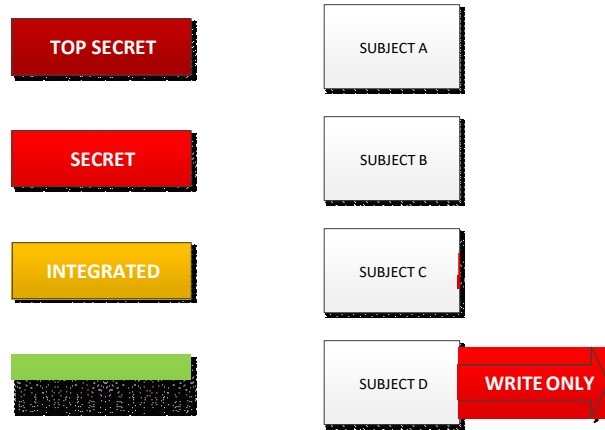 TOP SECRET
SUBJECT A
SECRET
SUBJECT B
INTEGRATED
SUBJECT C
SUBJECT D
WRITE ONLY